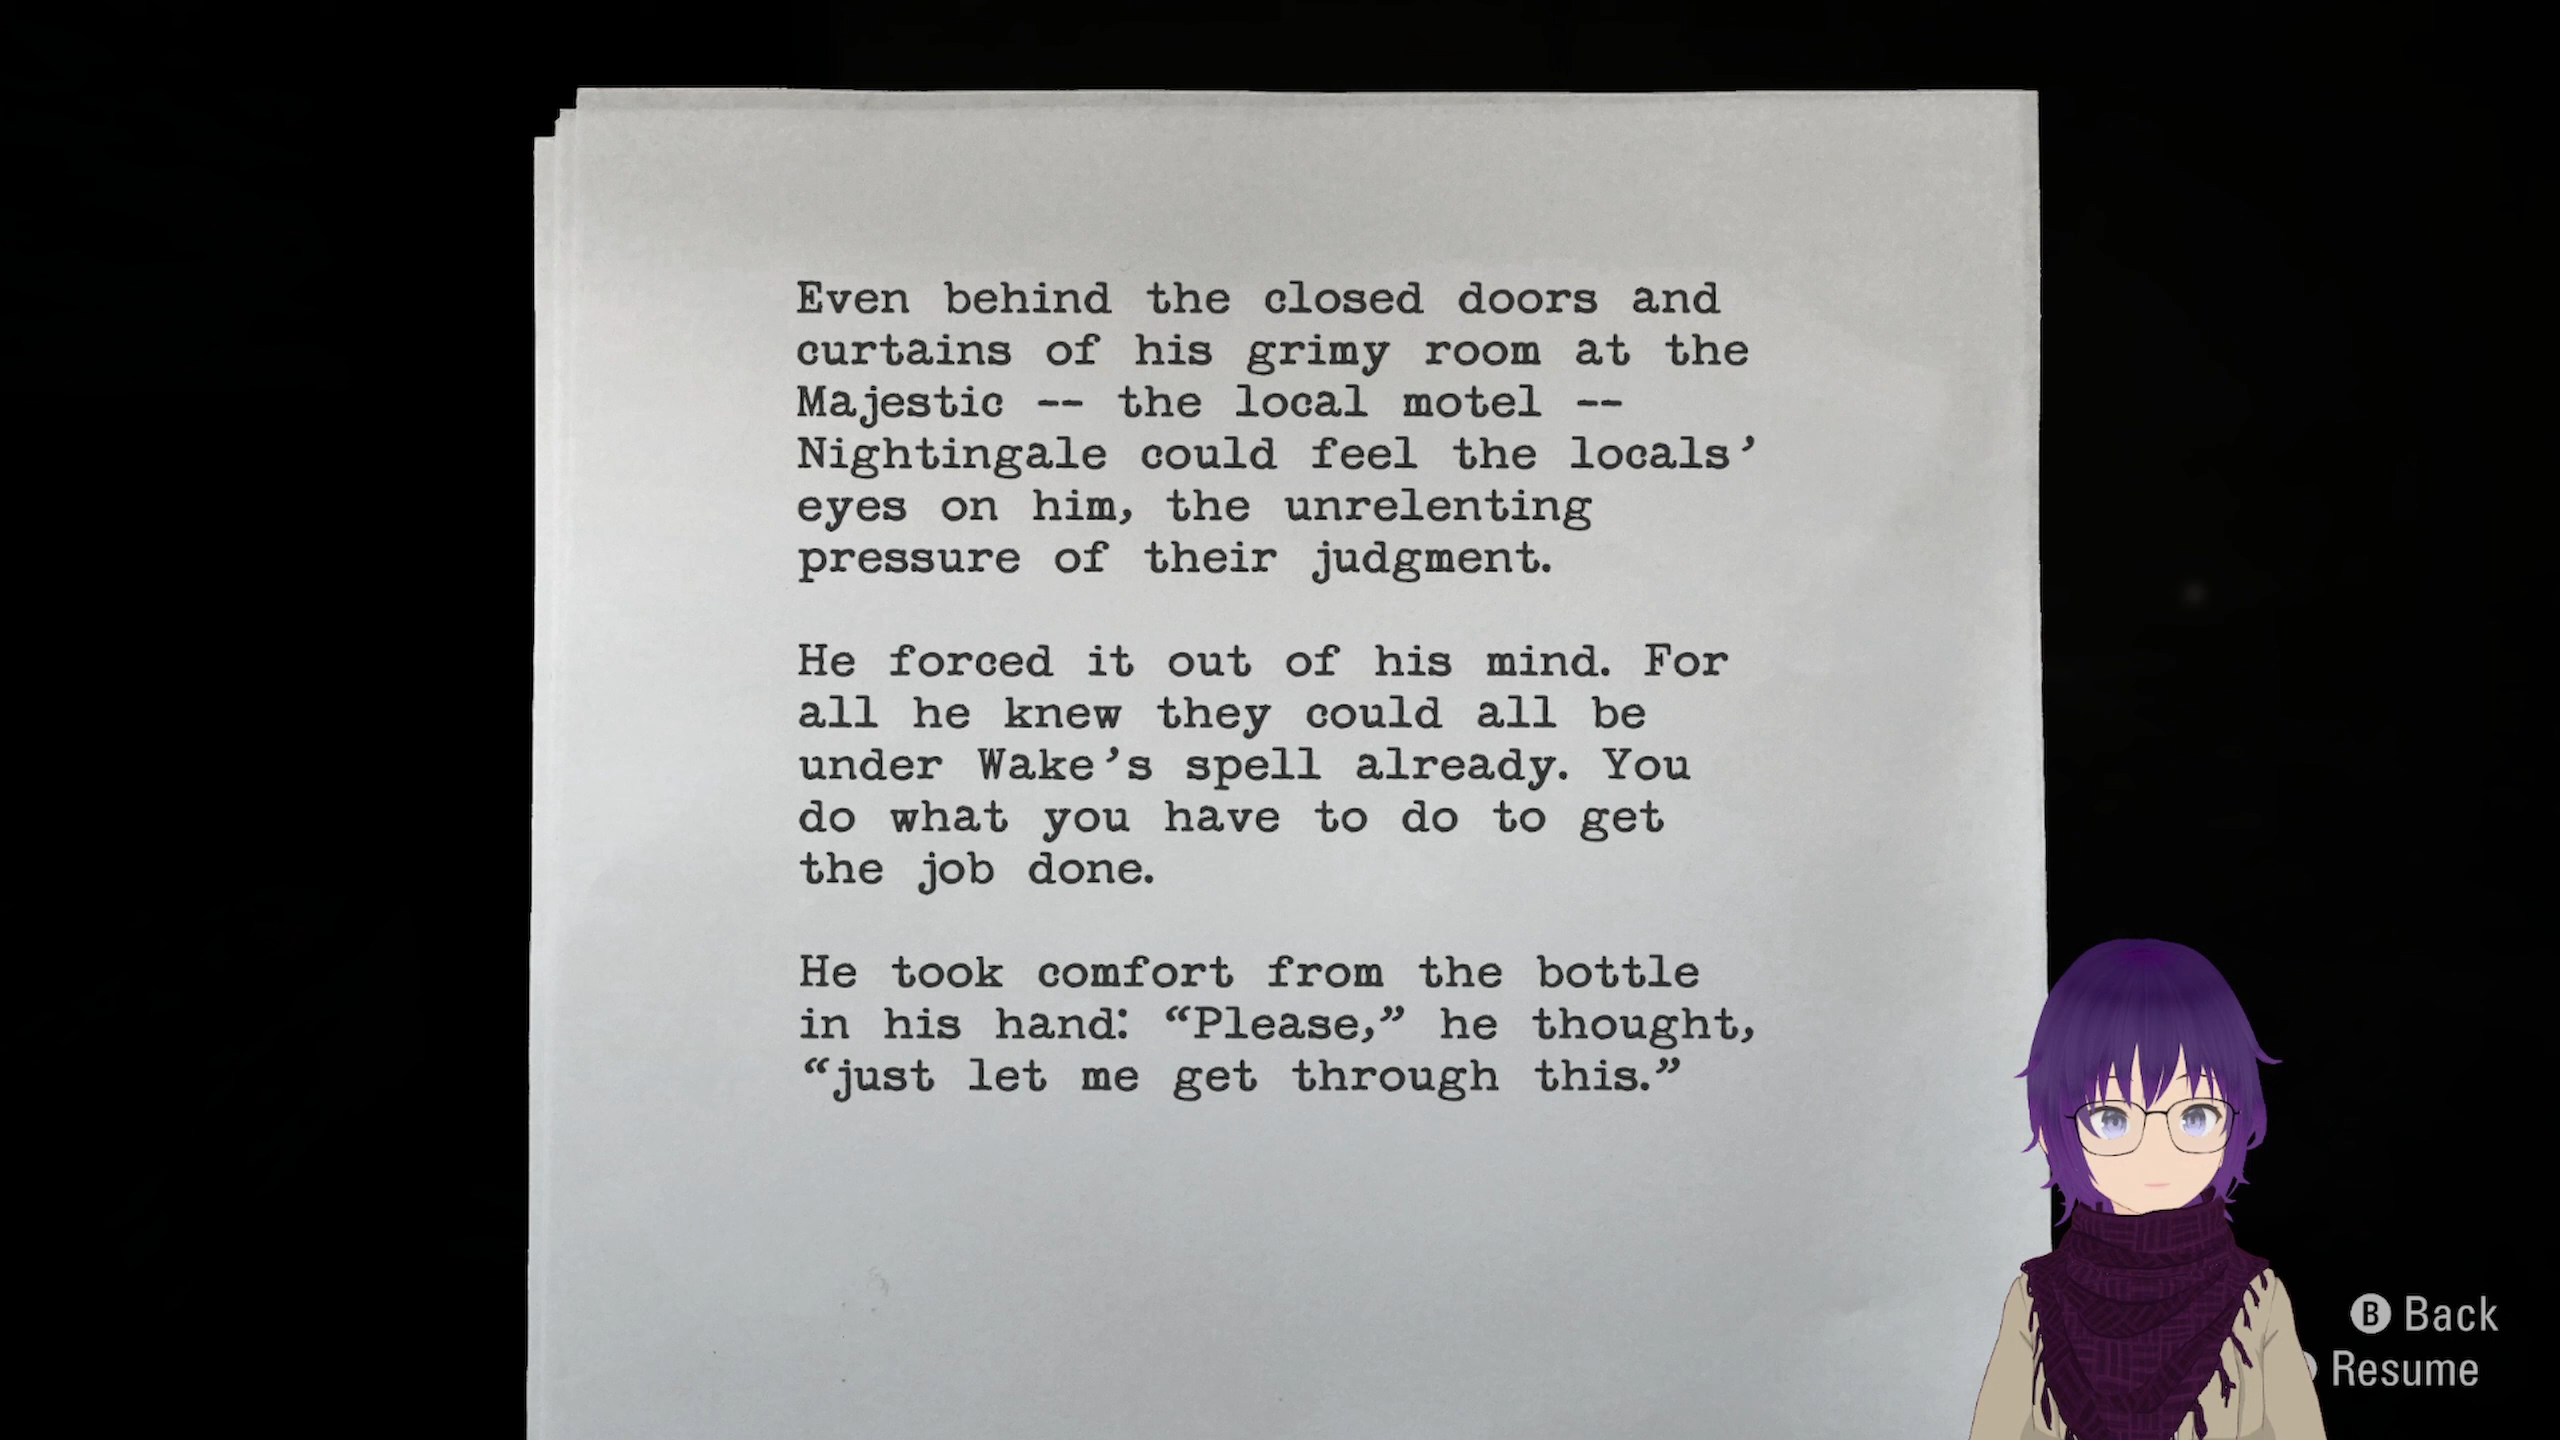 Even behind the closed doors and
curtains of his grimy room at the
Majestic -- the local motel --
Nightingale could feel the locals’
eyes on him, the unrelenting
pressure of their judgment.
He forced it out of his mind. For
all he knew they could all be
under Wake’s spell already. You
do what you have to do to get
the job done.
He took comfort from the bottle
in his hand: “Please,” he thought,
“just let me get through this.”
B Back
Resume